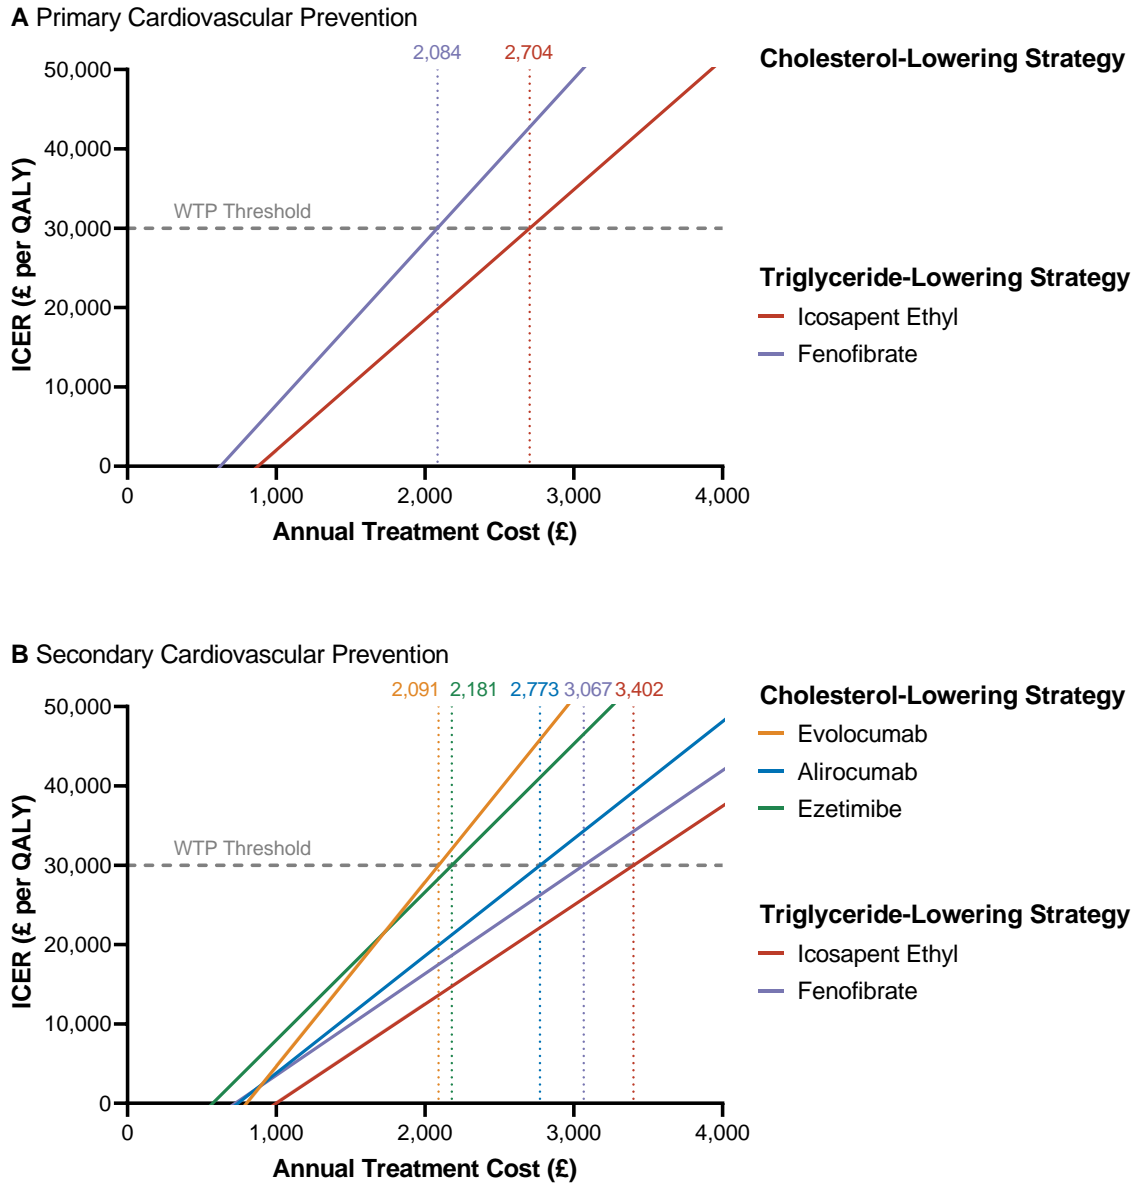 A Primary Cardiovascular Prevention
2,084 2,704
Cholesterol-Lowering Strategy
50,000
40,000
30,000
20,000
10,000
0
ICER (£ per QALY)
WTP Threshold
Triglyceride-Lowering Strategy
Icosapent Ethyl
Fenofibrate
0 1,000 2,000 3,000 4,000
Annual Treatment Cost (£)
B Secondary Cardiovascular Prevention
2,091 2,181 2,773 3,067 3,402
Cholesterol-Lowering Strategy
Evolocumab
Alirocumab
Ezetimibe
50,000
40,000
30,000
20,000
10,000
0
ICER (£ per QALY)
WTP Threshold
Triglyceride-Lowering Strategy
Icosapent Ethyl
Fenofibrate
0 1,000 2,000 3,000 4,000
Annual Treatment Cost (£)